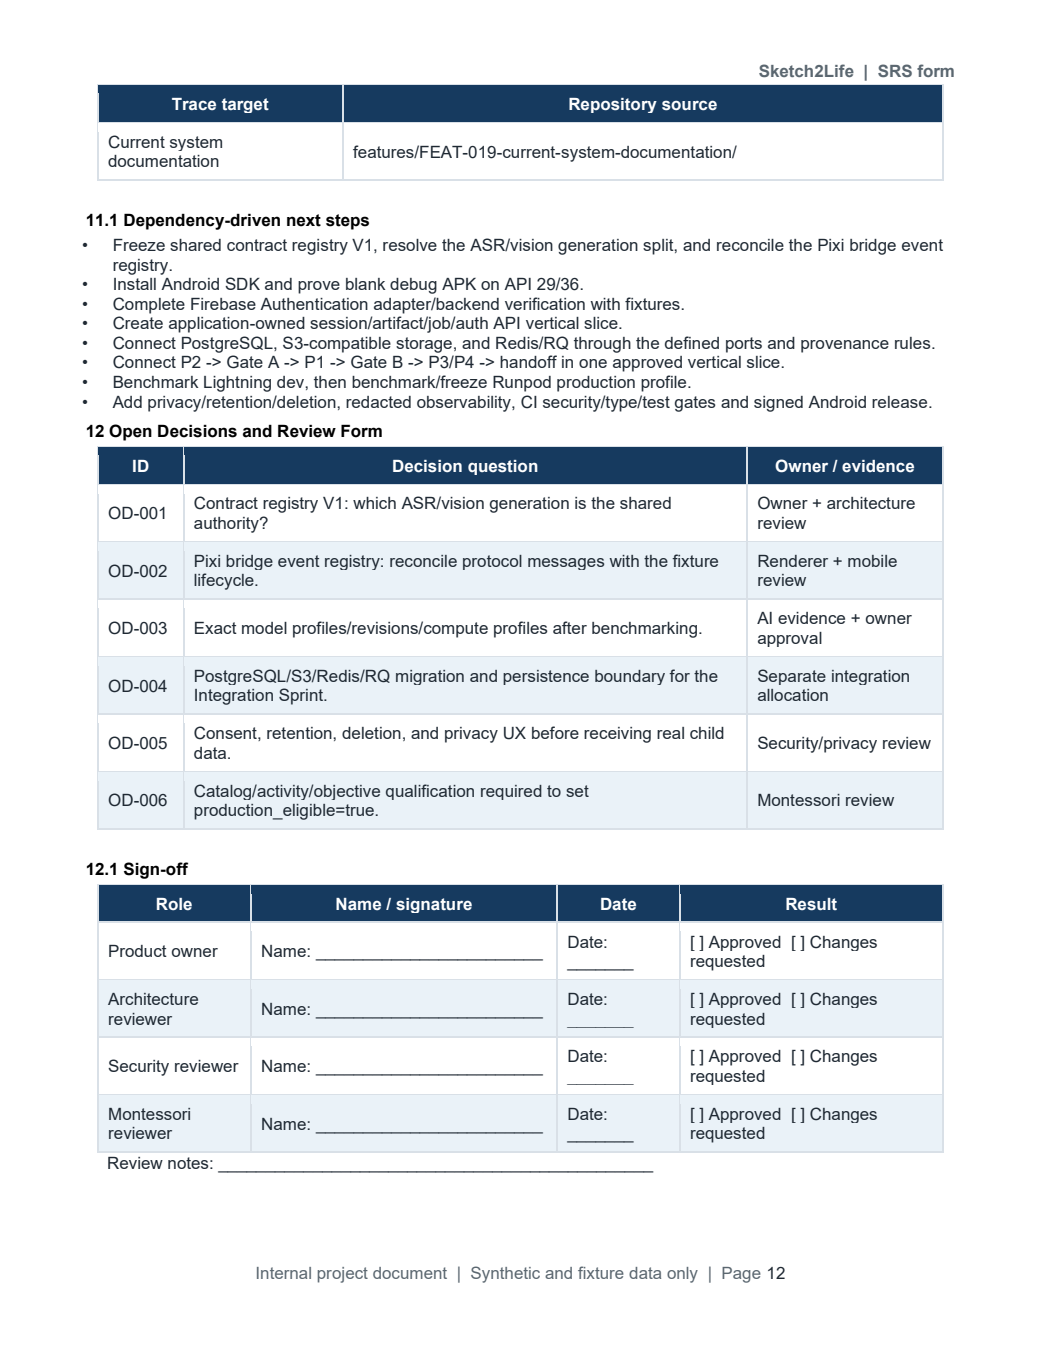 Sketch2Life | SRS form
Trace target Repository source
Current system
documentation
features/FEAT-019-current-system-documentation/
11.1 Dependency-driven next steps
• Freeze shared contract registry V1, resolve the ASR/vision generation split, and reconcile the Pixi bridge event
registry.
• Install Android SDK and prove blank debug APK on API 29/36.
• Complete Firebase Authentication adapter/backend verification with fixtures.
• Create application-owned session/artifact/job/auth API vertical slice.
• Connect PostgreSQL, S3-compatible storage, and Redis/RQ through the defined ports and provenance rules.
• Connect P2 -> Gate A -> P1 -> Gate B -> P3/P4 -> handoff in one approved vertical slice.
• Benchmark Lightning dev, then benchmark/freeze Runpod production profile.
• Add privacy/retention/deletion, redacted observability, CI security/type/test gates and signed Android release.
12 Open Decisions and Review Form
ID Decision question Owner / evidence
OD-001
Contract registry V1: which ASR/vision generation is the shared
authority?
Owner + architecture
review
OD-002
Pixi bridge event registry: reconcile protocol messages with the fixture
lifecycle.
Renderer + mobile
review
OD-003
Exact model profiles/revisions/compute profiles after benchmarking.
AI evidence + owner
approval
OD-004
PostgreSQL/S3/Redis/RQ migration and persistence boundary for the
Integration Sprint.
Separate integration
allocation
OD-005
Consent, retention, deletion, and privacy UX before receiving real child
data.
Security/privacy review
OD-006
Catalog/activity/objective qualification required to set
production_eligible=true.
Montessori review
12.1 Sign-off
Role Name / signature Date Result
Product owner
Name: ________________________
Date:
_______
[ ] Approved [ ] Changes
requested
Architecture
reviewer
Name: ________________________
Date:
_______
[ ] Approved [ ] Changes
requested
Security reviewer
Name: ________________________
Date:
_______
[ ] Approved [ ] Changes
requested
Montessori
reviewer
Name: ________________________
Date:
_______
[ ] Approved [ ] Changes
requested
Review notes: ______________________________________________
Internal project document | Synthetic and fixture data only | Page 12